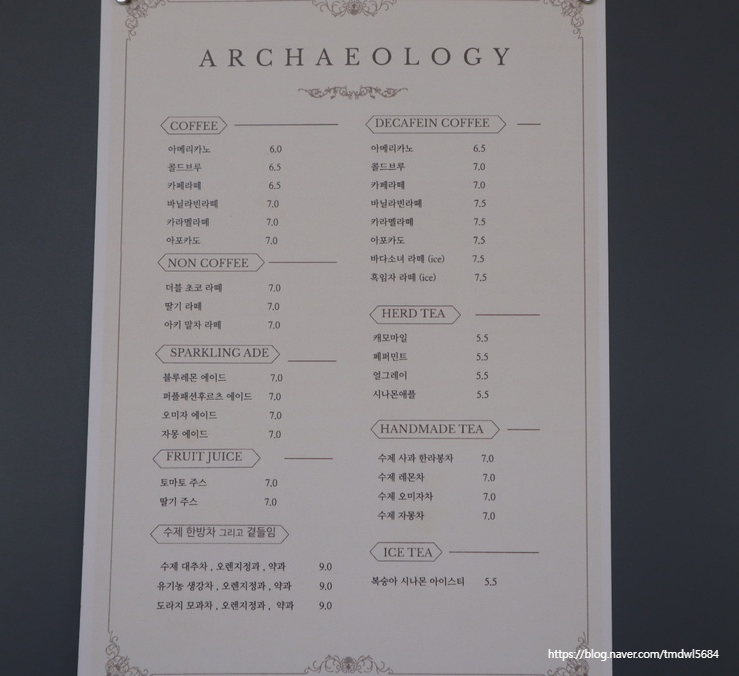 ARCHAEOLOGY
COFFEE
아메리카노 6.0
콜드브루 6.5
카페라떼 6.5
바닐라빈라떼 7.0
카라멜라떼 7.0
아포카도 7.0
NON COFFEE
더블 초코 라떼 7.0
딸기 라떼 7.0
아키 말차 라떼 7.0
SPARKLING ADE
블루레몬 에이드 7.0
퍼플패션후르츠 에이드 7.0
오미자 에이드 7.0
자몽 에이드 7.0
FRUIT JUICE
토마토 주스 7.0
딸기 주스 7.0
수제 한방차 그리고 곁들임
수제 대추차 , 오렌지정과 , 약과 9.0
유기농 생강차 , 오렌지정과 , 약과 9.0
도라지 모과차 , 오렌지정과 , 약과 9.0
DECAFEIN COFFEE
아메리카노 6.5
콜드브루 7.0
카페라떼 7.0
바닐라빈라떼 7.5
카라멜라떼 7.5
아포카도 7.5
바다소녀 라떼 (ice) 7.5
흑임자 라떼 (ice) 7.5
HERD TEA
캐모마일 5.5
페퍼민트 5.5
얼그레이 5.5
시나몬애플 5.5
HANDMADE TEA
수제 사과 한라봉차 7.0
수제 레몬차 7.0
수제 오미자차 7.0
수제 자몽차 7.0
ICE TEA
복숭아 시나몬 아이스티 5.5
https://blog.naver.com/tmdwl5684